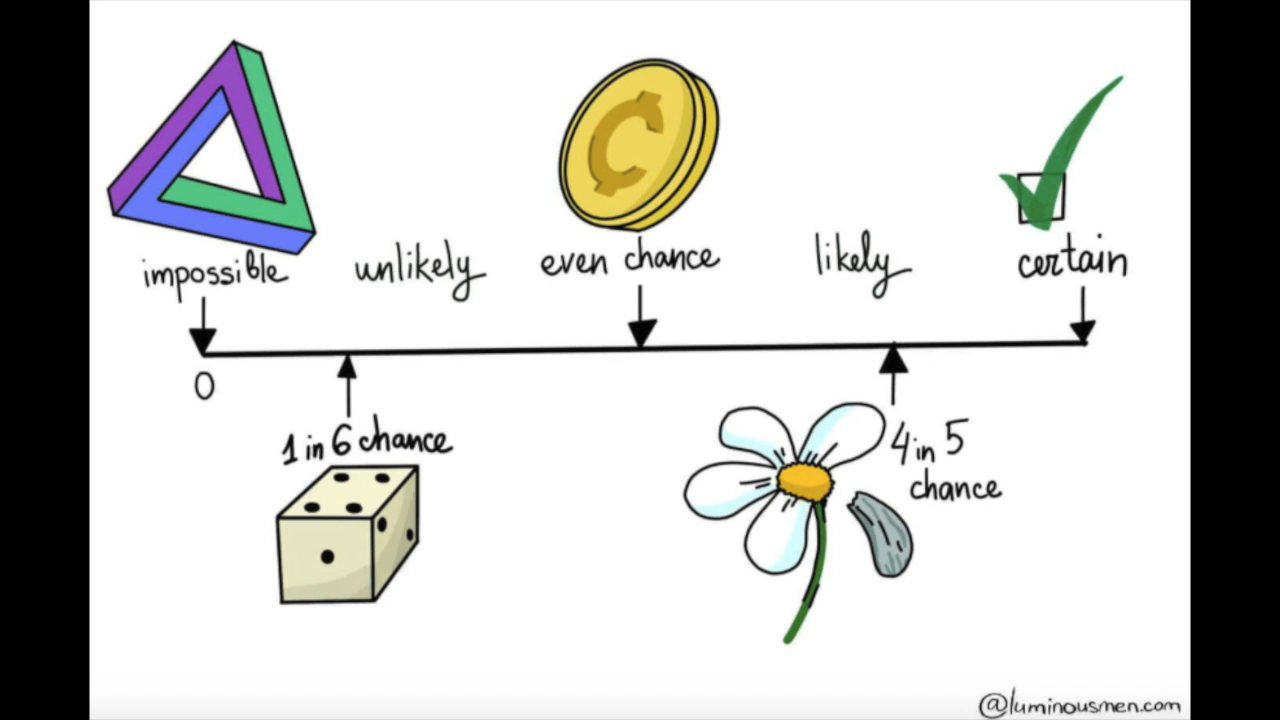 impossible
unlikely
even chance
likely
certain
0
1 in 6 chance
4 in 5
chance
@luminousmen.com